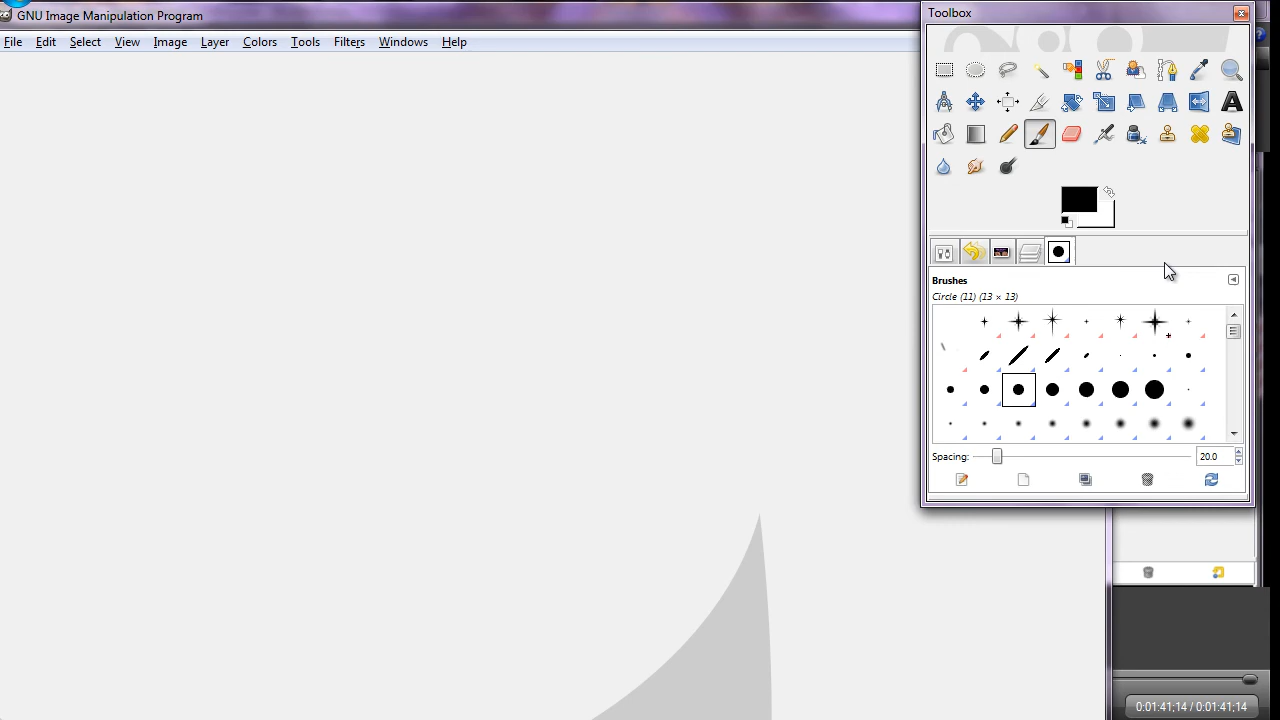 GNU Image Manipulation Program
File Edit Select View Image Layer Colors Tools Filters Windows Help
Toolbox
Brushes
Circle (11) (13 × 13)
Spacing: 20.0
0:01:41;14 / 0:01:41;14